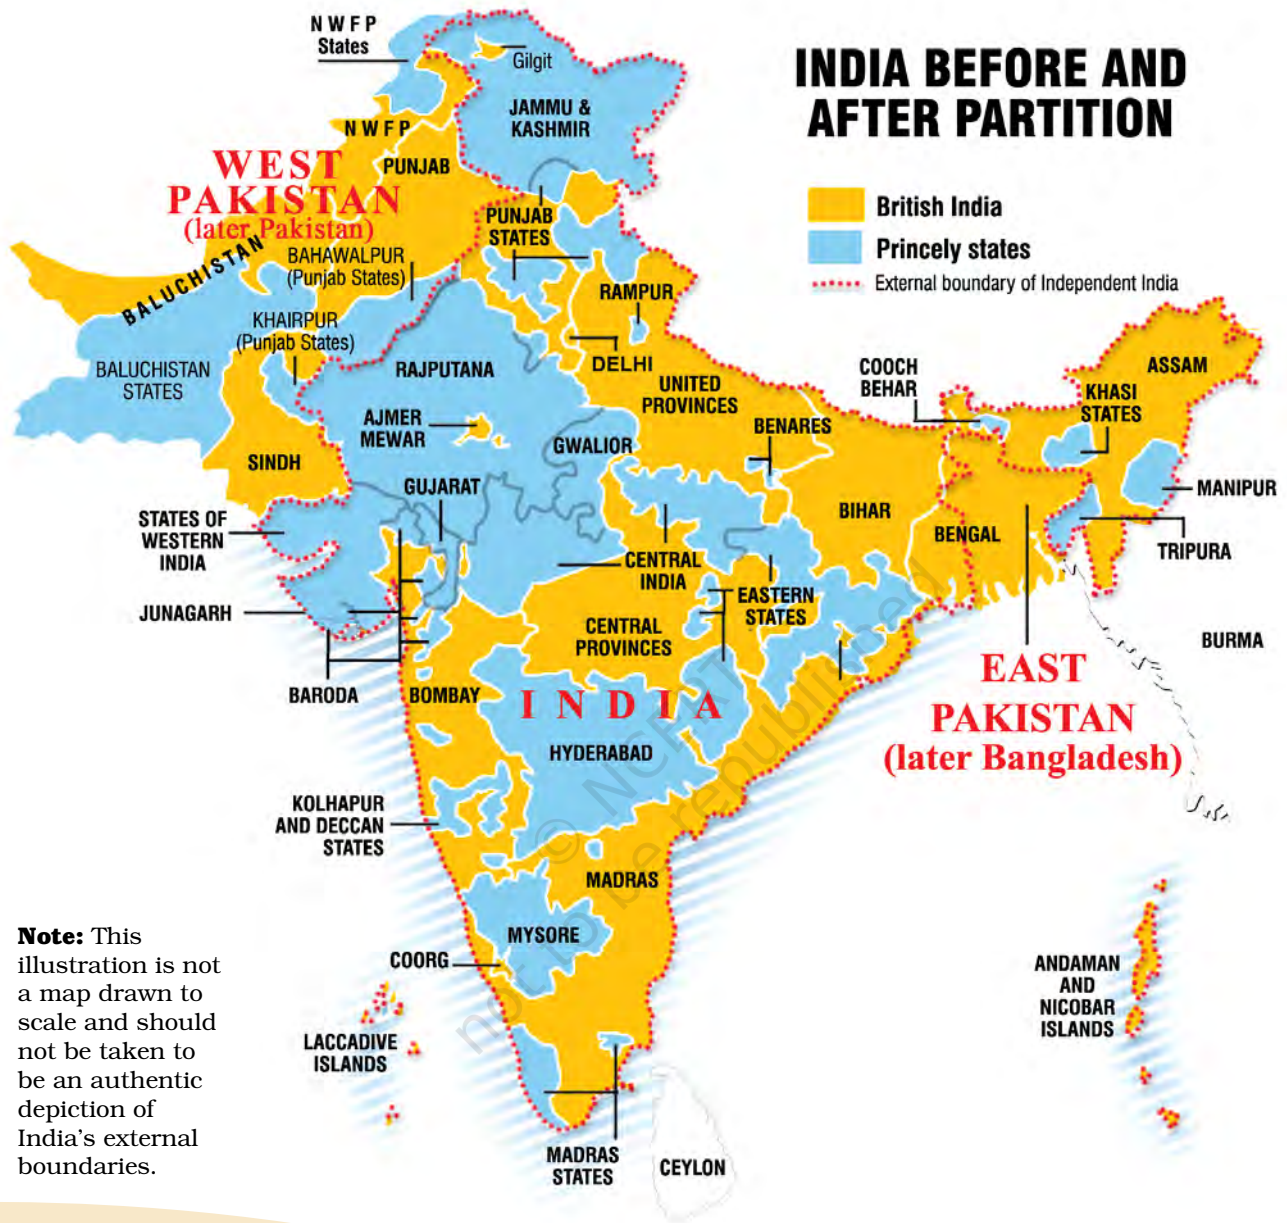 INDIA BEFORE AND
AFTER PARTITION
British India
Princely states
External boundary of Independent India
N W F P
States
Gilgit
JAMMU &
KASHMIR
N W F P
WEST
PAKISTAN
(later Pakistan)
PUNJAB
PUNJAB
STATES
BALUCHISTAN
BAHAWALPUR
(Punjab States)
RAMPUR
KHAIRPUR
(Punjab States)
BALUCHISTAN
STATES
RAJPUTANA
DELHI
UNITED
PROVINCES
COOCH
BEHAR
ASSAM
KHASI
STATES
AJMER
MEWAR
GWALIOR
BENARES
SINDH
GUJARAT
MANIPUR
BIHAR
BENGAL
TRIPURA
STATES OF
WESTERN
INDIA
CENTRAL
INDIA
EASTERN
STATES
JUNAGARH
CENTRAL
PROVINCES
BURMA
EAST
PAKISTAN
(later Bangladesh)
BARODA
BOMBAY
I N D I A
HYDERABAD
KOLHAPUR
AND DECCAN
STATES
MADRAS
MYSORE
COORG
ANDAMAN
AND
NICOBAR
ISLANDS
LACCADIVE
ISLANDS
MADRAS
STATES
CEYLON
Note: This
illustration is not
a map drawn to
scale and should
not be taken to
be an authentic
depiction of
India’s external
boundaries.
© NCERT
not to be republished